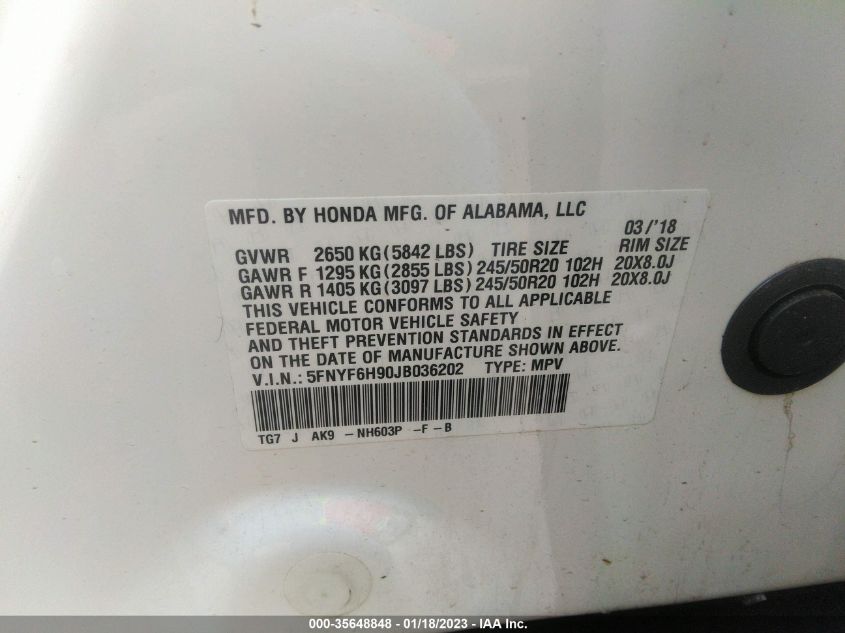 MFD. BY HONDA MFG. OF ALABAMA, LLC
03/'18
GVWR 2650 KG (5842 LBS) TIRE SIZE RIM SIZE
GAWR F 1295 KG (2855 LBS) 245/50R20 102H 20X8.0J
GAWR R 1405 KG (3097 LBS) 245/50R20 102H 20X8.0J
THIS VEHICLE CONFORMS TO ALL APPLICABLE
FEDERAL MOTOR VEHICLE SAFETY
AND THEFT PREVENTION STANDARDS IN EFFECT
ON THE DATE OF MANUFACTURE SHOWN ABOVE.
V.I.N.: 5FNYF6H90JB036202 TYPE: MPV
TG7 J AK9 -NH603P -F-B
000-35648848 - 01/18/2023 - IAA Inc.